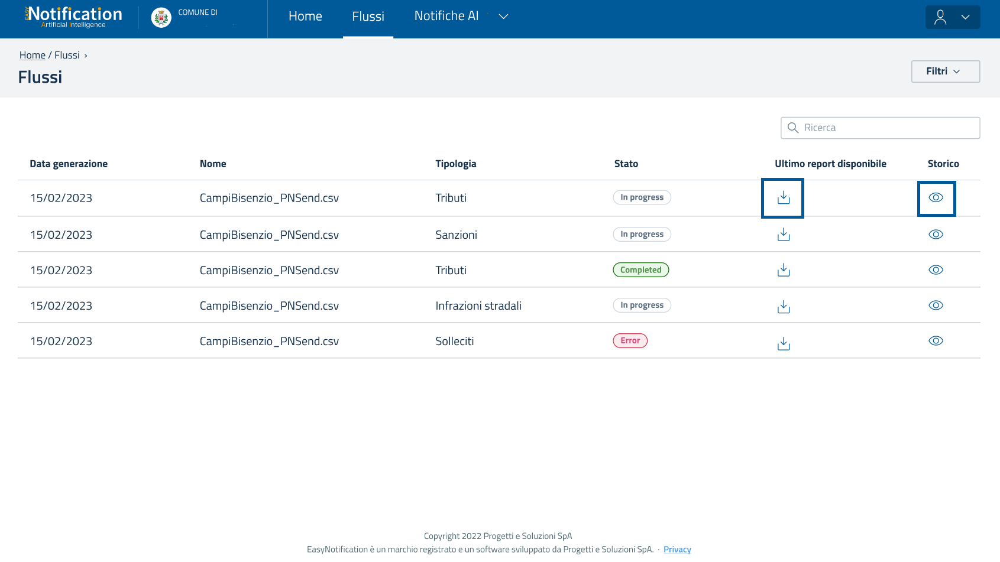 EASY Notification
Artificial Intelligence
COMUNE DI
Home
Flussi
Notifiche AI
Home / Flussi ›
Flussi
Filtri
Ricerca
Data generazione Nome Tipologia Stato Ultimo report disponibile Storico
15/02/2023 CampiBisenzio_PNSend.csv Tributi In progress
15/02/2023 CampiBisenzio_PNSend.csv Sanzioni In progress
15/02/2023 CampiBisenzio_PNSend.csv Tributi Completed
15/02/2023 CampiBisenzio_PNSend.csv Infrazioni stradali In progress
15/02/2023 CampiBisenzio_PNSend.csv Solleciti Error
Copyright 2022 Progetti e Soluzioni SpA
EasyNotification è un marchio registrato e un software sviluppato da Progetti e Soluzioni SpA. · Privacy